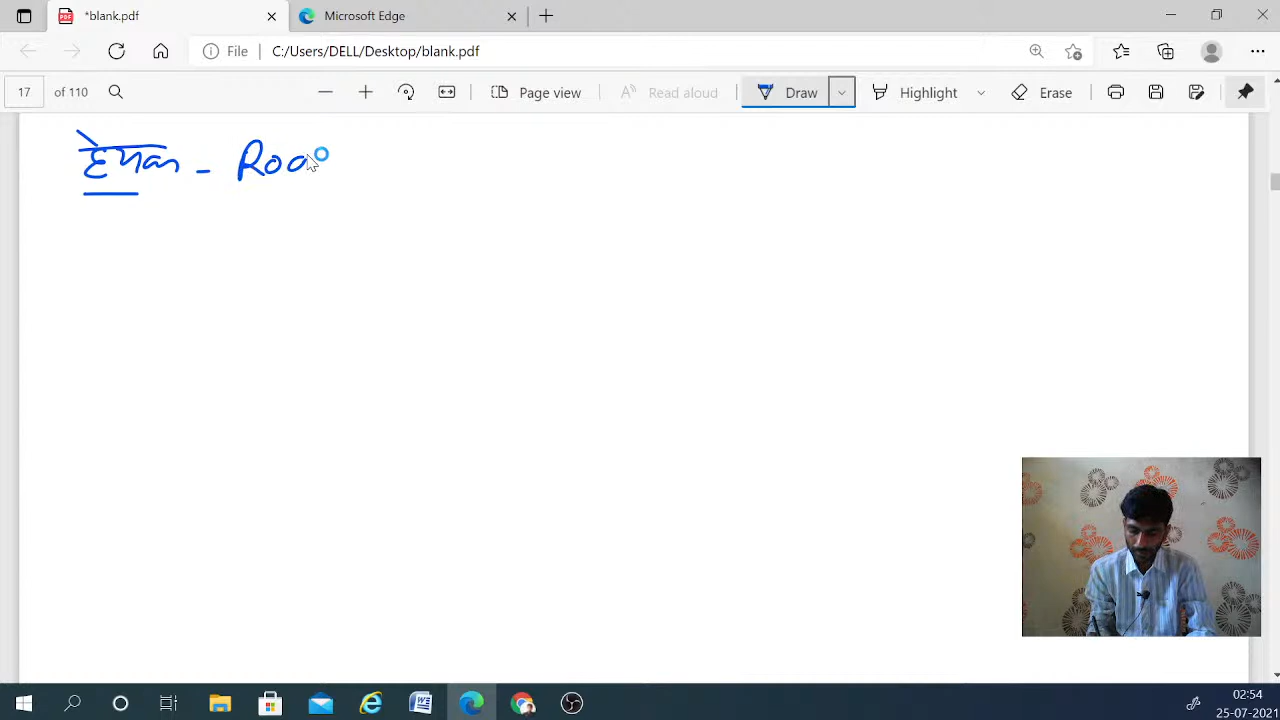 *blank.pdf
Microsoft Edge
File
C:/Users/DELL/Desktop/blank.pdf
17 of 110
Page view
Read aloud
Draw
Highlight
Erase
- Roo
02:54
25-07-2021